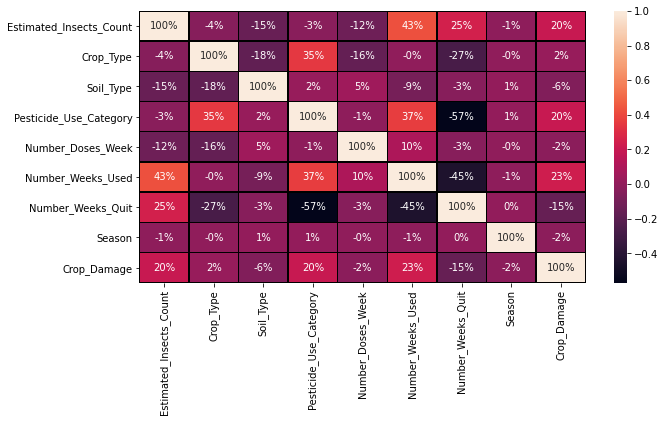 Estimated_Insects_Count 100% -4% -15% -3% -12% 43% 25% -1% 20%
Crop_Type -4% 100% -18% 35% -16% -0% -27% -0% 2%
Soil_Type -15% -18% 100% 2% 5% -9% -3% 1% -6%
Pesticide_Use_Category -3% 35% 2% 100% -1% 37% -57% 1% 20%
Number_Doses_Week -12% -16% 5% -1% 100% 10% -3% -0% -2%
Number_Weeks_Used 43% -0% -9% 37% 10% 100% -45% -1% 23%
Number_Weeks_Quit 25% -27% -3% -57% -3% -45% 100% 0% -15%
Season -1% -0% 1% 1% -0% -1% 0% 100% -2%
Crop_Damage 20% 2% -6% 20% -2% 23% -15% -2% 100%
Estimated_Insects_Count
Crop_Type
Soil_Type
Pesticide_Use_Category
Number_Doses_Week
Number_Weeks_Used
Number_Weeks_Quit
Season
Crop_Damage
1.0
0.8
0.6
0.4
0.2
0.0
−0.2
−0.4